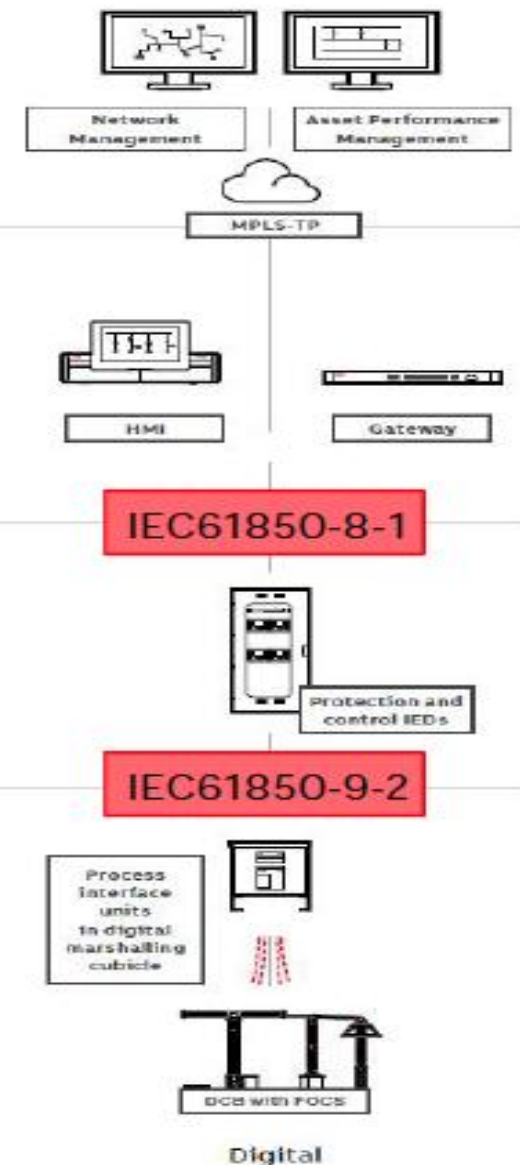 Network
Management
Asset Performance
Management
MPLS-TP
HMI
Gateway
IEC61850-8-1
Protection and
control IEDs
IEC61850-9-2
Process
interface
units
in digital
marshalling
cubicle
DCB with FOCS
Digital